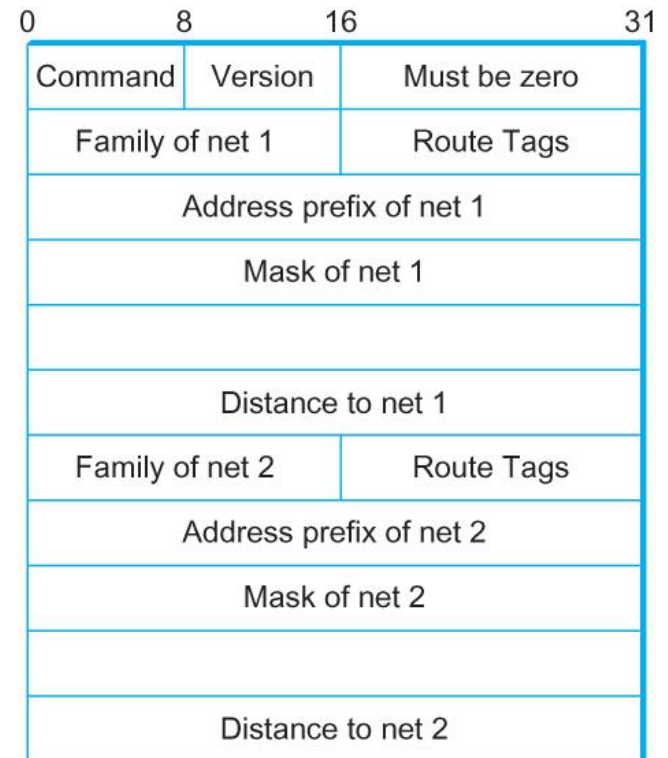 0 8 16 31
Command Version Must be zero
Family of net 1 Route Tags
Address prefix of net 1
Mask of net 1
Distance to net 1
Family of net 2 Route Tags
Address prefix of net 2
Mask of net 2
Distance to net 2